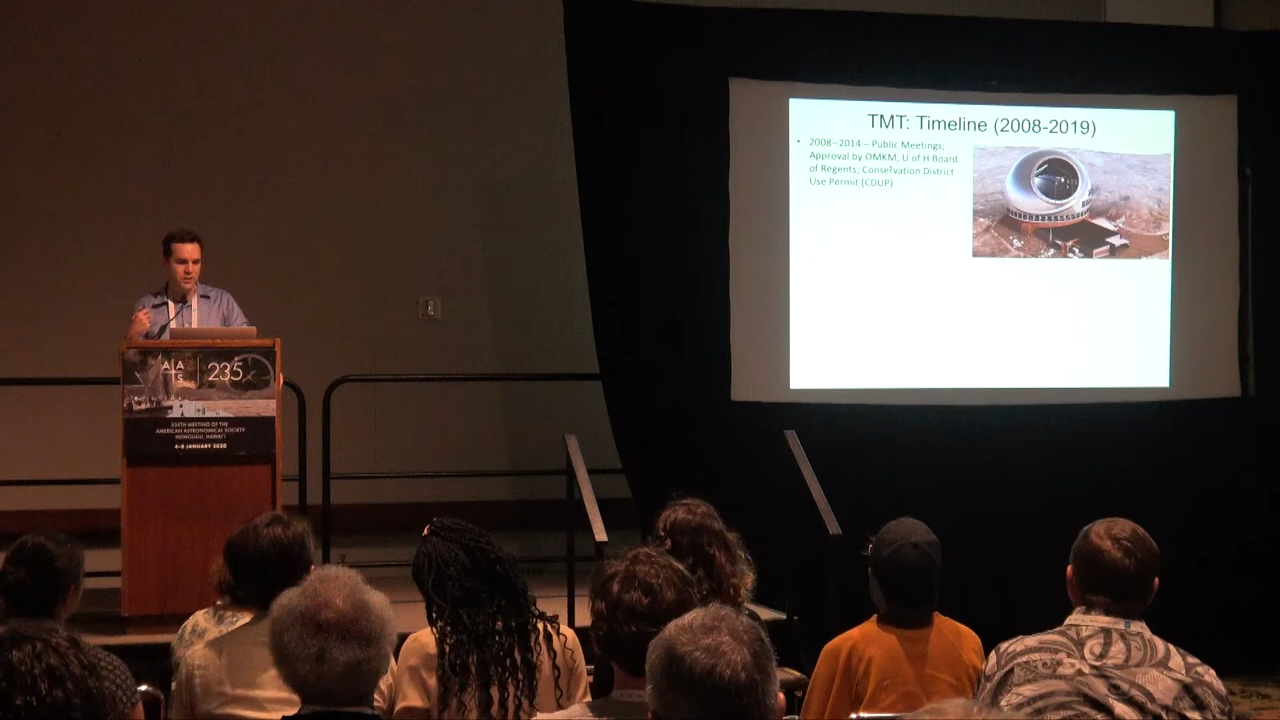 TMT: Timeline (2008-2019)
• 2008–2014 – Public Meetings;
Approval by OMKM, U of H Board
of Regents; Conservation District
Use Permit (CDUP)
A A
S
235
235TH MEETING OF THE
AMERICAN ASTRONOMICAL SOCIETY
HONOLULU, HAWAI'I
4-8 JANUARY 2020